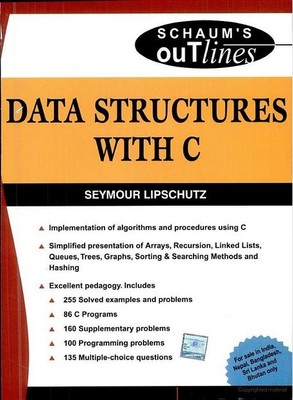 SCHAUM'S
ouTlines
DATA STRUCTURES
WITH C
SEYMOUR LIPSCHUTZ
Implementation of algorithms and procedures using C
Simplified presentation of Arrays, Recursion, Linked Lists,
Queues, Trees, Graphs, Sorting & Searching Methods and
Hashing
Excellent pedagogy. Includes
255 Solved examples and problems
86 C Programs
160 Supplementary problems
100 Programming problems
135 Multiple-choice questions
For sale in India,
Nepal, Bangladesh,
Sri Lanka and
Bhutan only